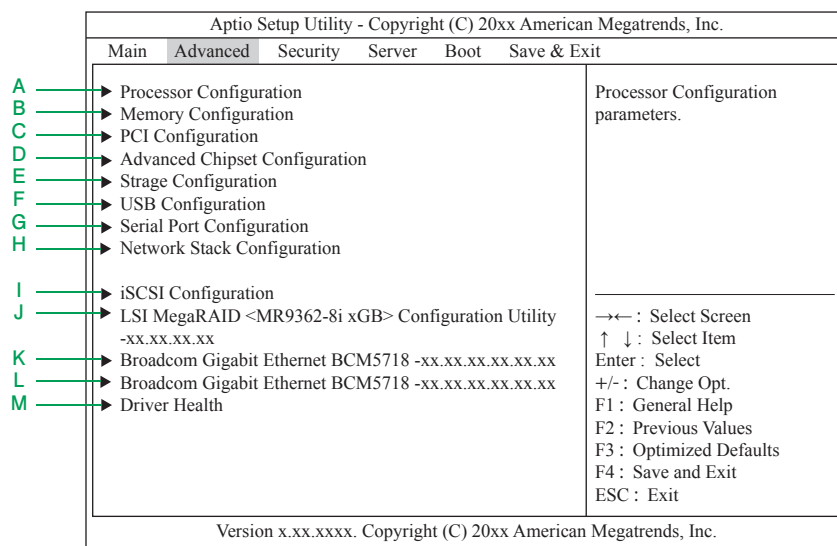 Aptio Setup Utility - Copyright (C) 20xx American Megatrends, Inc.
Main Advanced Security Server Boot Save & Exit
A ▶ Processor Configuration
B ▶ Memory Configuration
C ▶ PCI Configuration
D ▶ Advanced Chipset Configuration
E ▶ Strage Configuration
F ▶ USB Configuration
G ▶ Serial Port Configuration
H ▶ Network Stack Configuration
I ▶ iSCSI Configuration
J ▶ LSI MegaRAID <MR9362-8i xGB> Configuration Utility
-xx.xx.xx.xx
K ▶ Broadcom Gigabit Ethernet BCM5718 -xx.xx.xx.xx.xx.xx
L ▶ Broadcom Gigabit Ethernet BCM5718 -xx.xx.xx.xx.xx.xx
M ▶ Driver Health
Processor Configuration
parameters.
→← : Select Screen
↑ ↓ : Select Item
Enter : Select
+/- : Change Opt.
F1 : General Help
F2 : Previous Values
F3 : Optimized Defaults
F4 : Save and Exit
ESC : Exit
Version x.xx.xxxx. Copyright (C) 20xx American Megatrends, Inc.